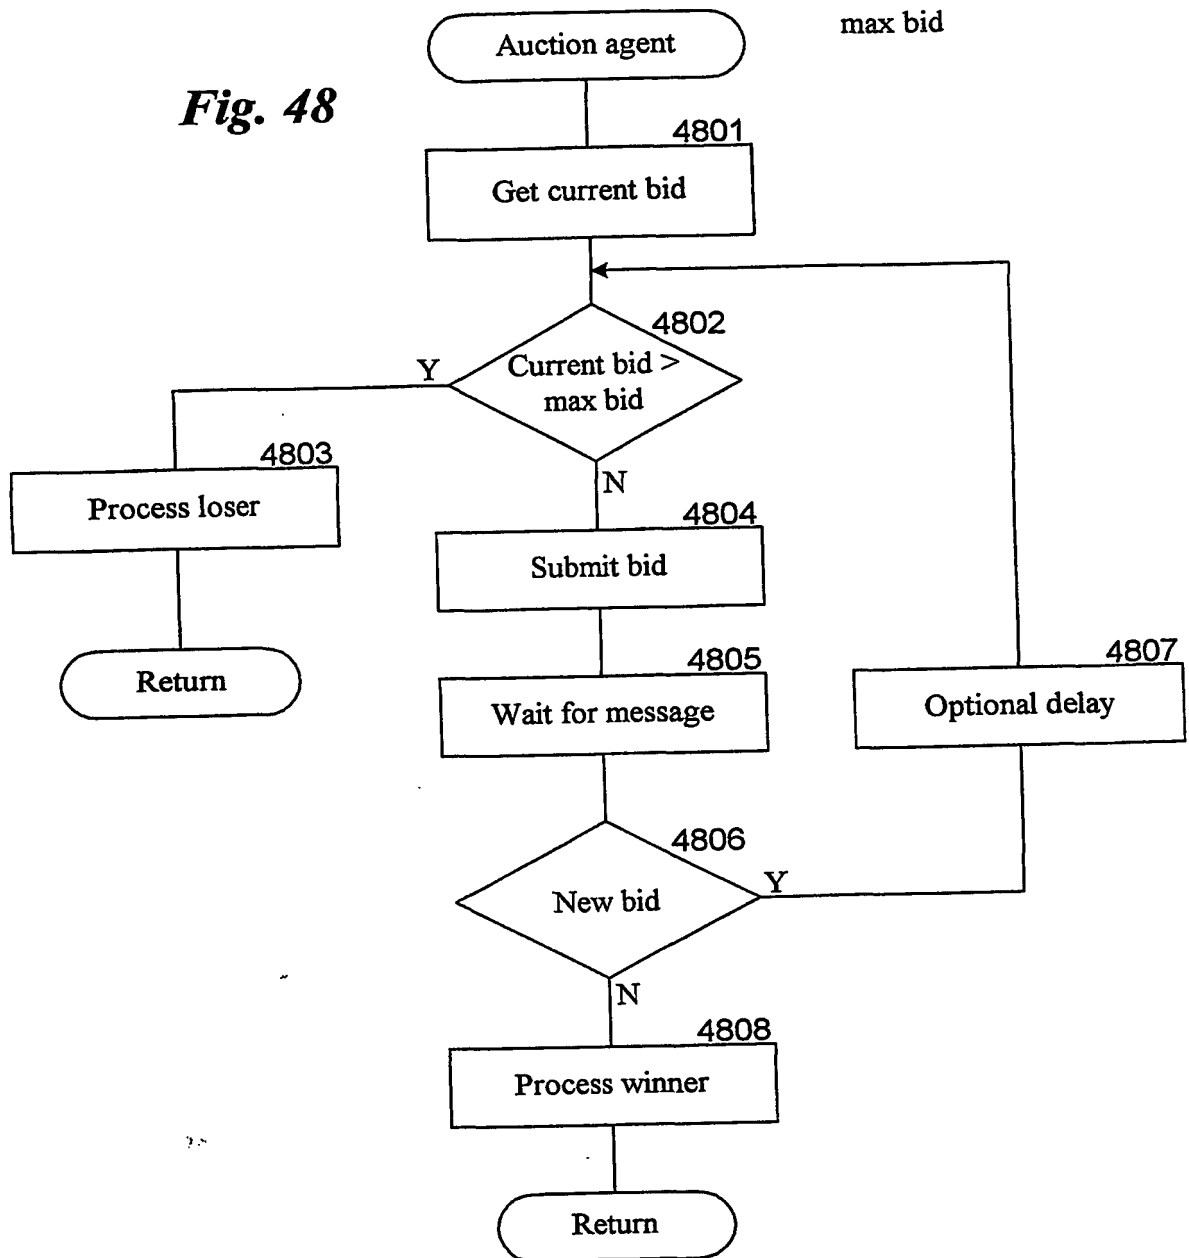 Auction agent
max bid
Fig. 48
4801
Get current bid
4802
Current bid >
max bid
Y
N
4803
Process loser
Return
4804
Submit bid
4805
Wait for message
4807
Optional delay
4806
New bid
Y
N
4808
Process winner
Return